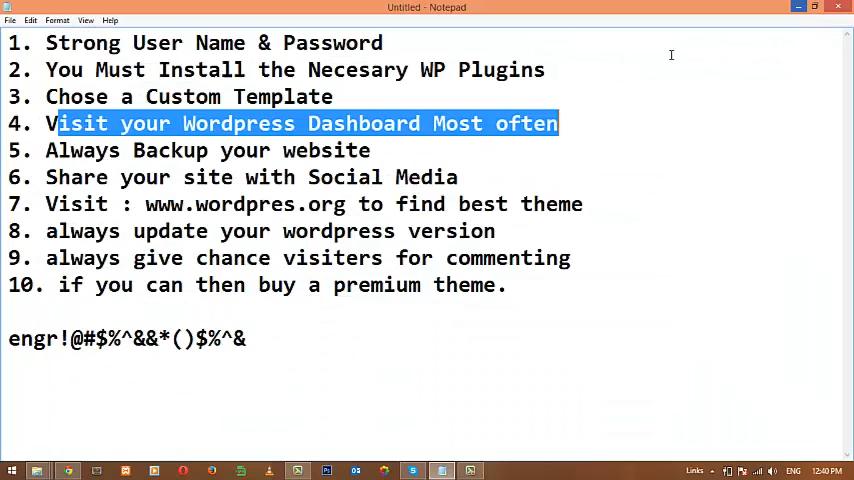 Untitled - Notepad
File Edit Format View Help
1. Strong User Name & Password
2. You Must Install the Necesary WP Plugins
3. Chose a Custom Template
4. Visit your Wordpress Dashboard Most often
5. Always Backup your website
6. Share your site with Social Media
7. Visit : www.wordpres.org to find best theme
8. always update your wordpress version
9. always give chance visiters for commenting
10. if you can then buy a premium theme.
engr!@#$%^&&*()$%^&
Links ENG 12:40 PM